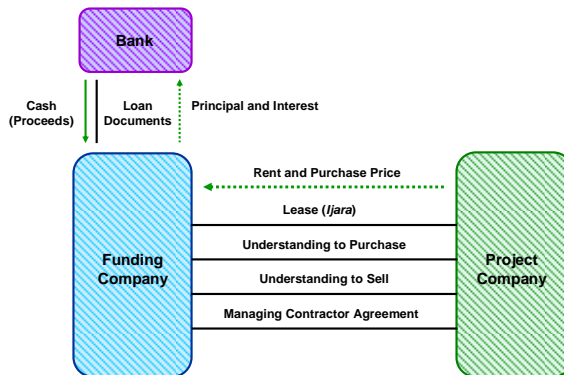 Bank
Cash
(Proceeds)
Loan
Documents
Principal and Interest
Rent and Purchase Price
Lease (Ijara)
Understanding to Purchase
Funding
Company
Project
Company
Understanding to Sell
Managing Contractor Agreement